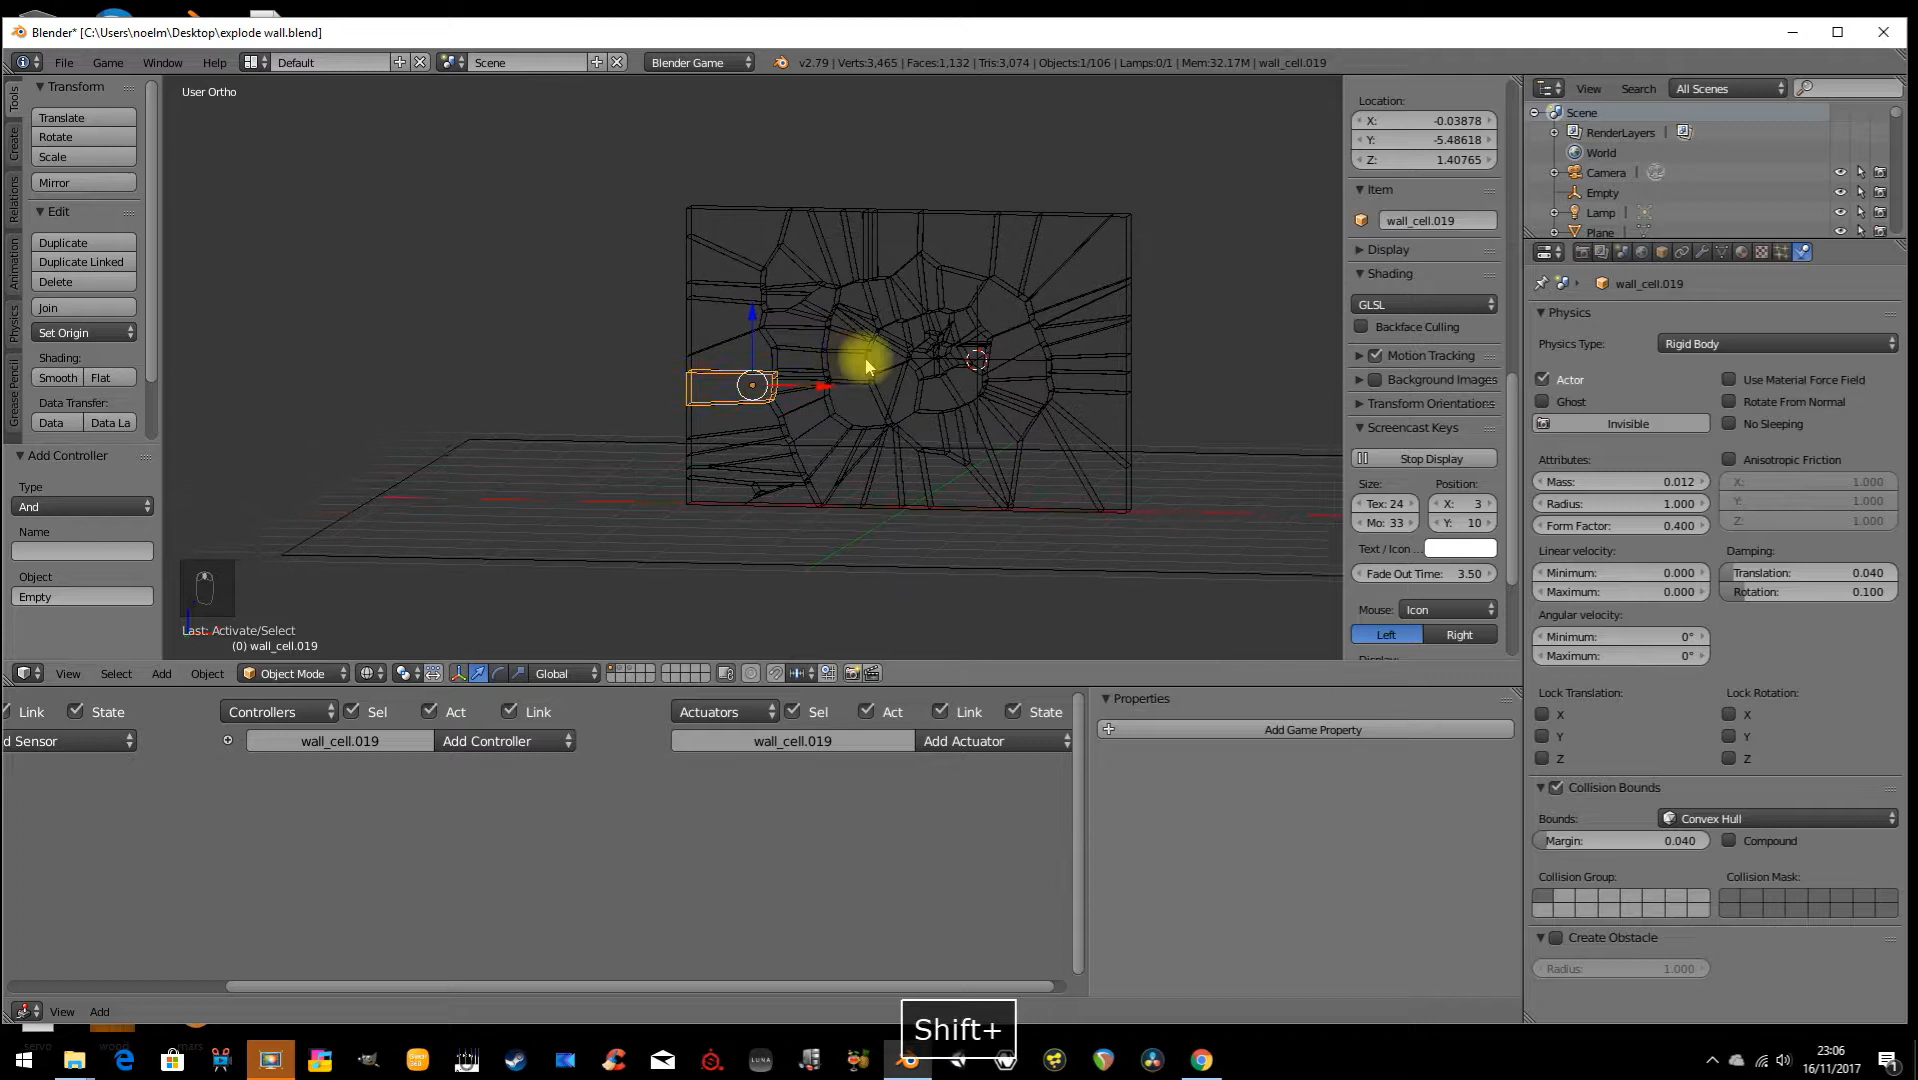 Blender* [C:\Users\noelm\Desktop\explode wall.blend]
File Game Window Help Default Scene Blender Game v2.79 | Verts:3,465 | Faces:1,132 | Tris:3,074 | Objects:1/106 | Lamps:0/1 | Mem:32.17M | wall_cell.019
Tools
Create
Relations
Animation
Physics
Grease Pencil
Transform
Translate
Rotate
Scale
Mirror
Edit
Duplicate
Duplicate Linked
Delete
Join
Set Origin
Shading:
Smooth Flat
Data Transfer:
Data Data La
Add Controller
Type
And
Name
Object
Empty
User Ortho
Last: Activate/Select
(0) wall_cell.019
Location:
X: -0.03878
Y: -5.48618
Z: 1.40765
Item
wall_cell.019
Display
Shading
GLSL
Backface Culling
Motion Tracking
Background Images
Transform Orientations
Screencast Keys
Stop Display
Size: Position:
Tex: 24 X: 3
Mo: 33 Y: 10
Text / Icon ...
Fade Out Time: 3.50
Mouse: Icon
Left Right
View Search All Scenes
Scene
RenderLayers
World
Camera
Empty
Lamp
Plane
wall_cell.019
Physics
Physics Type: Rigid Body
Actor Use Material Force Field
Ghost Rotate From Normal
Invisible No Sleeping
Attributes: Anisotropic Friction
Mass: 0.012 X: 1.000
Radius: 1.000 Y: 1.000
Form Factor: 0.400 Z: 1.000
Linear velocity: Damping:
Minimum: 0.000 Translation: 0.040
Maximum: 0.000 Rotation: 0.100
Angular velocity:
Minimum: 0°
Maximum: 0°
Lock Translation: Lock Rotation:
X X
Y Y
Z Z
Collision Bounds
Bounds: Convex Hull
Margin: 0.040 Compound
Collision Group: Collision Mask:
Create Obstacle
Radius: 1.000
View Select Add Object Object Mode Global
Link State Controllers Sel Act Link Actuators Sel Act Link State
d Sensor wall_cell.019 Add Controller wall_cell.019 Add Actuator
Properties
Add Game Property
View Add
Shift+
servo wood mars
LUNA
23:06
16/11/2017